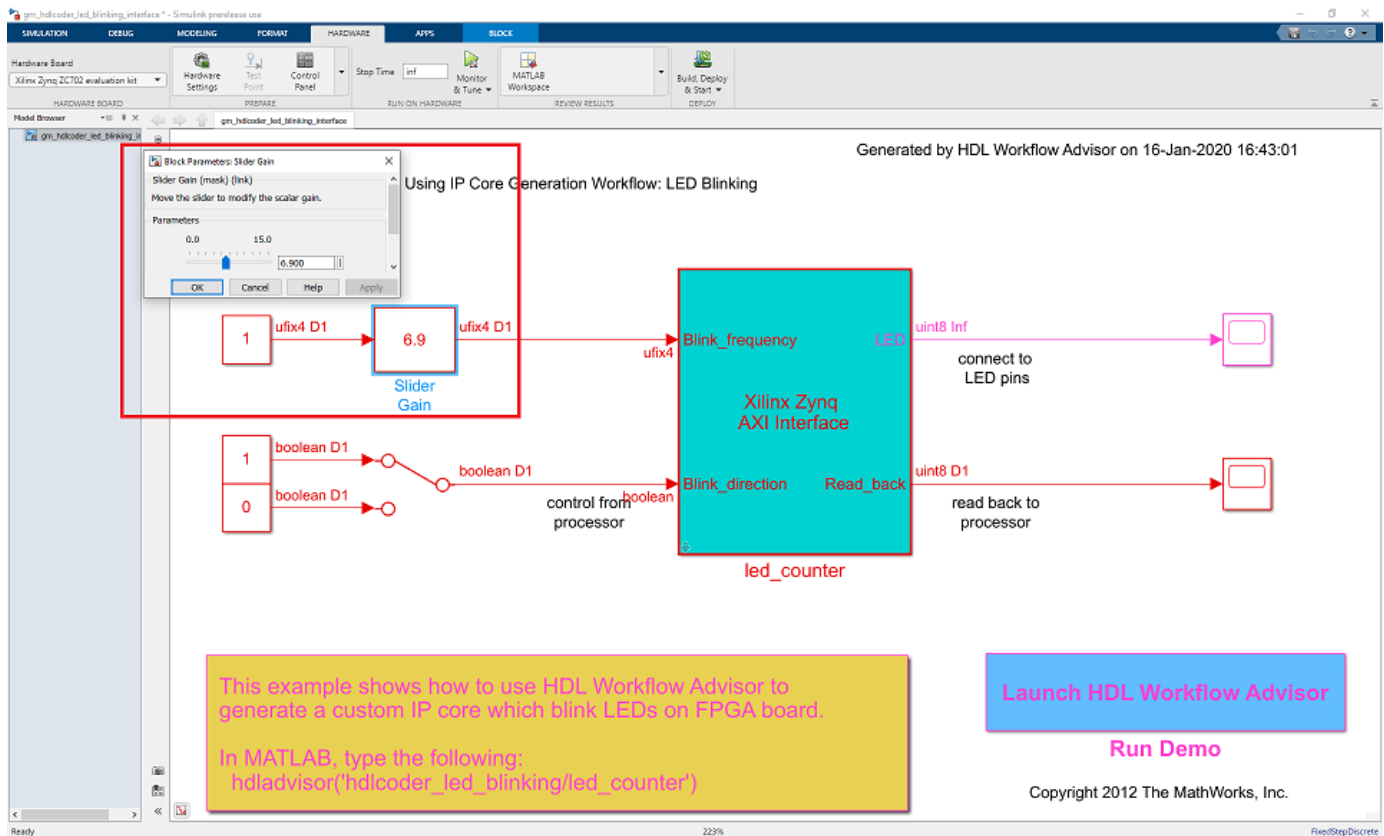 gm_hdlcoder_led_blinking_interface * - Simulink prerelease use
SIMULATION DEBUG MODELING FORMAT HARDWARE APPS BLOCK
Hardware Board
Xilinx Zynq ZC702 evaluation kit
Hardware Settings
Test Point
Control Panel
Stop Time inf
Monitor & Tune
MATLAB Workspace
Build, Deploy & Start
HARDWARE BOARD PREPARE RUN ON HARDWARE REVIEW RESULTS DEPLOY
Model Browser
gm_hdlcoder_led_blinking_interface
gm_hdlcoder_led_blinking_i
Generated by HDL Workflow Advisor on 16-Jan-2020 16:43:01
Using IP Core Generation Workflow: LED Blinking
Block Parameters: Slider Gain
Slider Gain (mask) (link)
Move the slider to modify the scalar gain.
Parameters
0.0 15.0
6.900
OK Cancel Help Apply
1
ufix4 D1
6.9
ufix4 D1
Slider
Gain
ufix4
Blink_frequency
LED
uint8 Inf
connect to
LED pins
Xilinx Zynq
AXI Interface
1
boolean D1
0
boolean D1
boolean D1
control from
processor
boolean
Blink_direction
Read_back
uint8 D1
read back to
processor
led_counter
This example shows how to use HDL Workflow Advisor to
generate a custom IP core which blink LEDs on FPGA board.
In MATLAB, type the following:
hdladvisor('hdlcoder_led_blinking/led_counter')
Launch HDL Workflow Advisor
Run Demo
Copyright 2012 The MathWorks, Inc.
Ready 223% FixedStepDiscrete